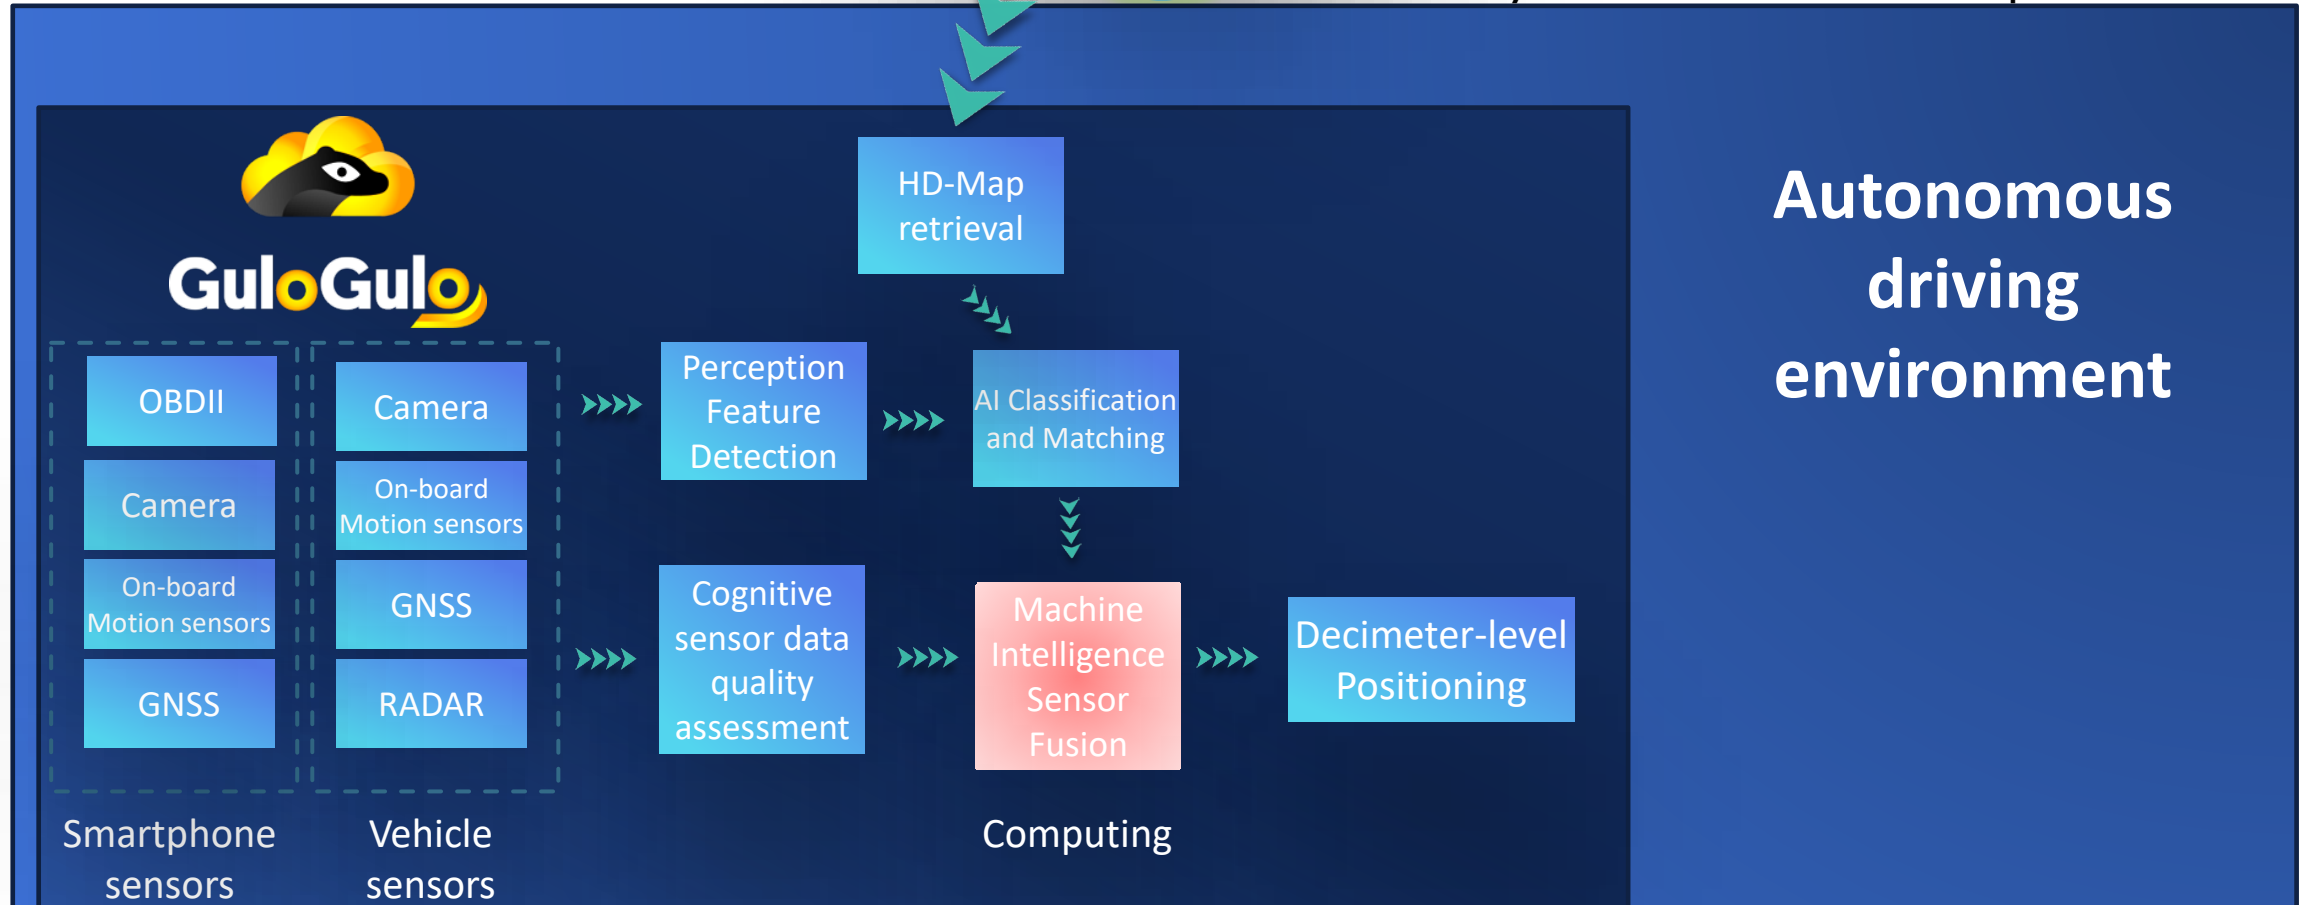 HD-Map
retrieval
Autonomous
driving
environment
GuloGulo
OBDII
Camera
On-board
Motion sensors
GNSS
Smartphone
sensors
Camera
On-board
Motion sensors
GNSS
RADAR
Vehicle
sensors
Perception
Feature
Detection
AI Classification
and Matching
Cognitive
sensor data
quality
assessment
Machine
Intelligence
Sensor
Fusion
Computing
Decimeter-level
Positioning